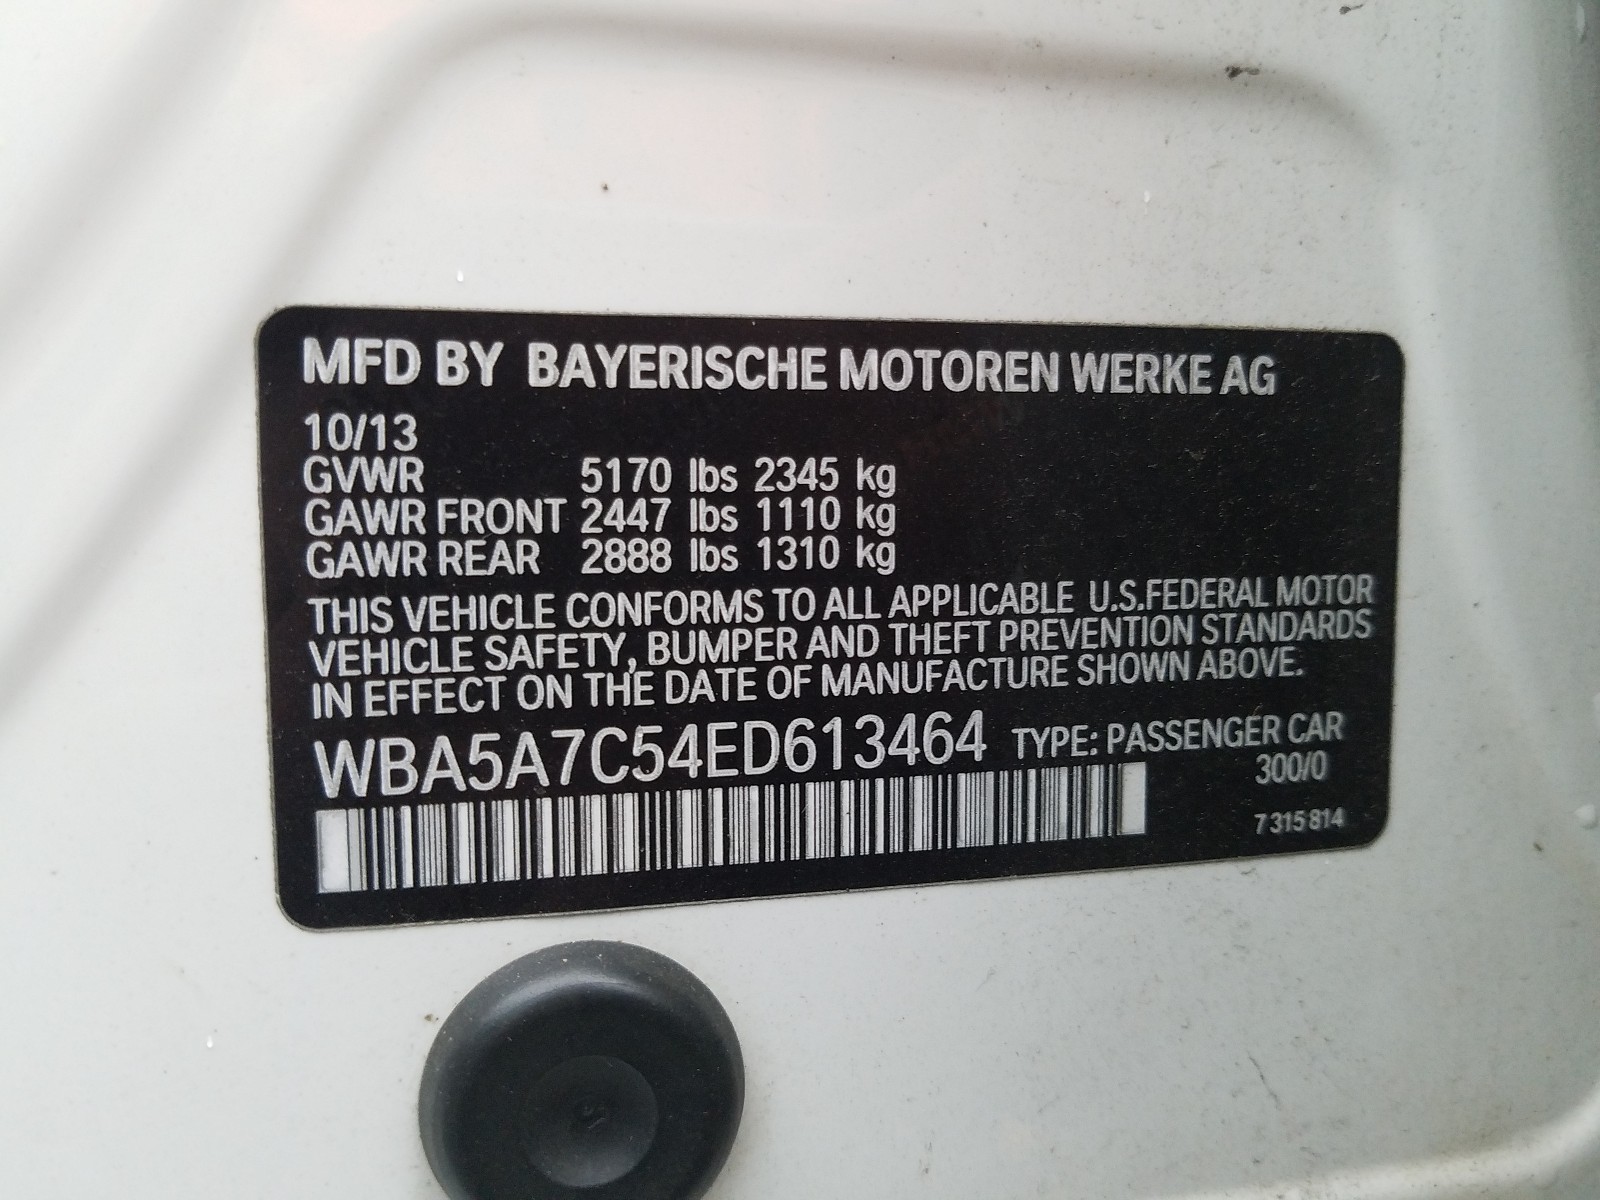 MFD BY BAYERISCHE MOTOREN WERKE AG
10/13
GVWR 5170 lbs 2345 kg
GAWR FRONT 2447 lbs 1110 kg
GAWR REAR 2888 lbs 1310 kg
THIS VEHICLE CONFORMS TO ALL APPLICABLE U.S.FEDERAL MOTOR
VEHICLE SAFETY, BUMPER AND THEFT PREVENTION STANDARDS
IN EFFECT ON THE DATE OF MANUFACTURE SHOWN ABOVE.
WBA5A7C54ED613464 TYPE: PASSENGER CAR
300/0
7 315 814